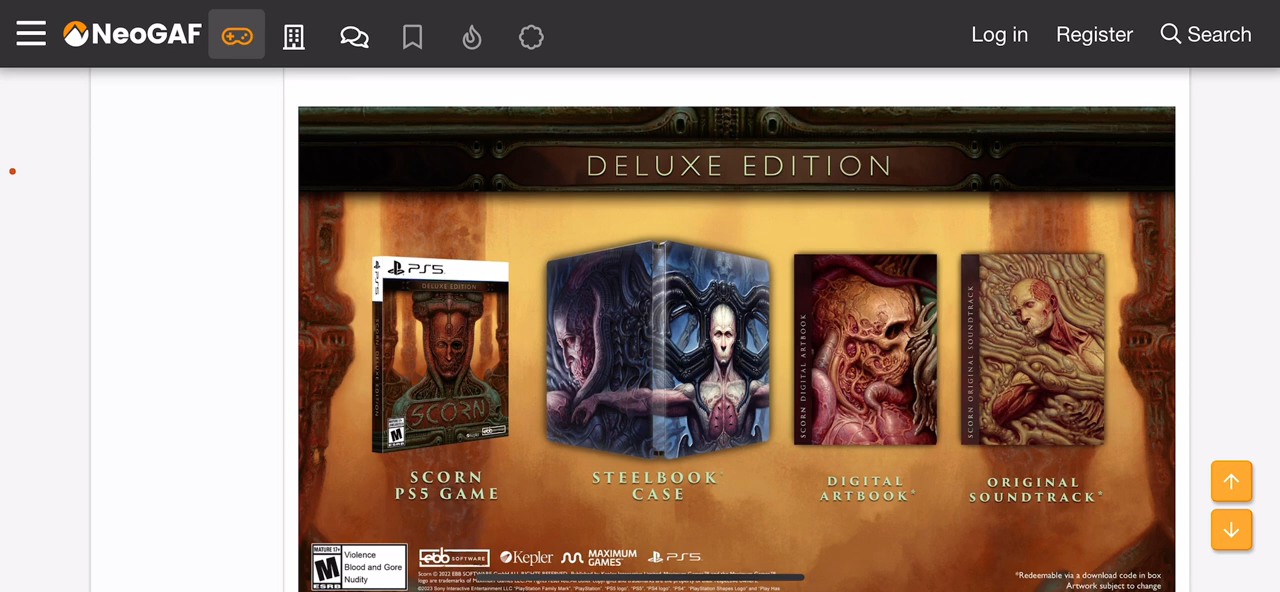 NeoGAF
Log in
Register
Search
DELUXE EDITION
PS5
PS5
DELUXE EDITION
SCORN
M
SCORN DIGITAL ARTBOOK
SCORN ORIGINAL SOUNDTRACK
SCORN
PS5 GAME
STEELBOOK
CASE
DIGITAL
ARTBOOK*
ORIGINAL
SOUNDTRACK*
MATURE 17+
M
ESRB
Violence
Blood and Gore
Nudity
ebb SOFTWARE
Kepler
MAXIMUM
GAMES
PS5
*Redeemable via a download code in box
Artwork subject to change